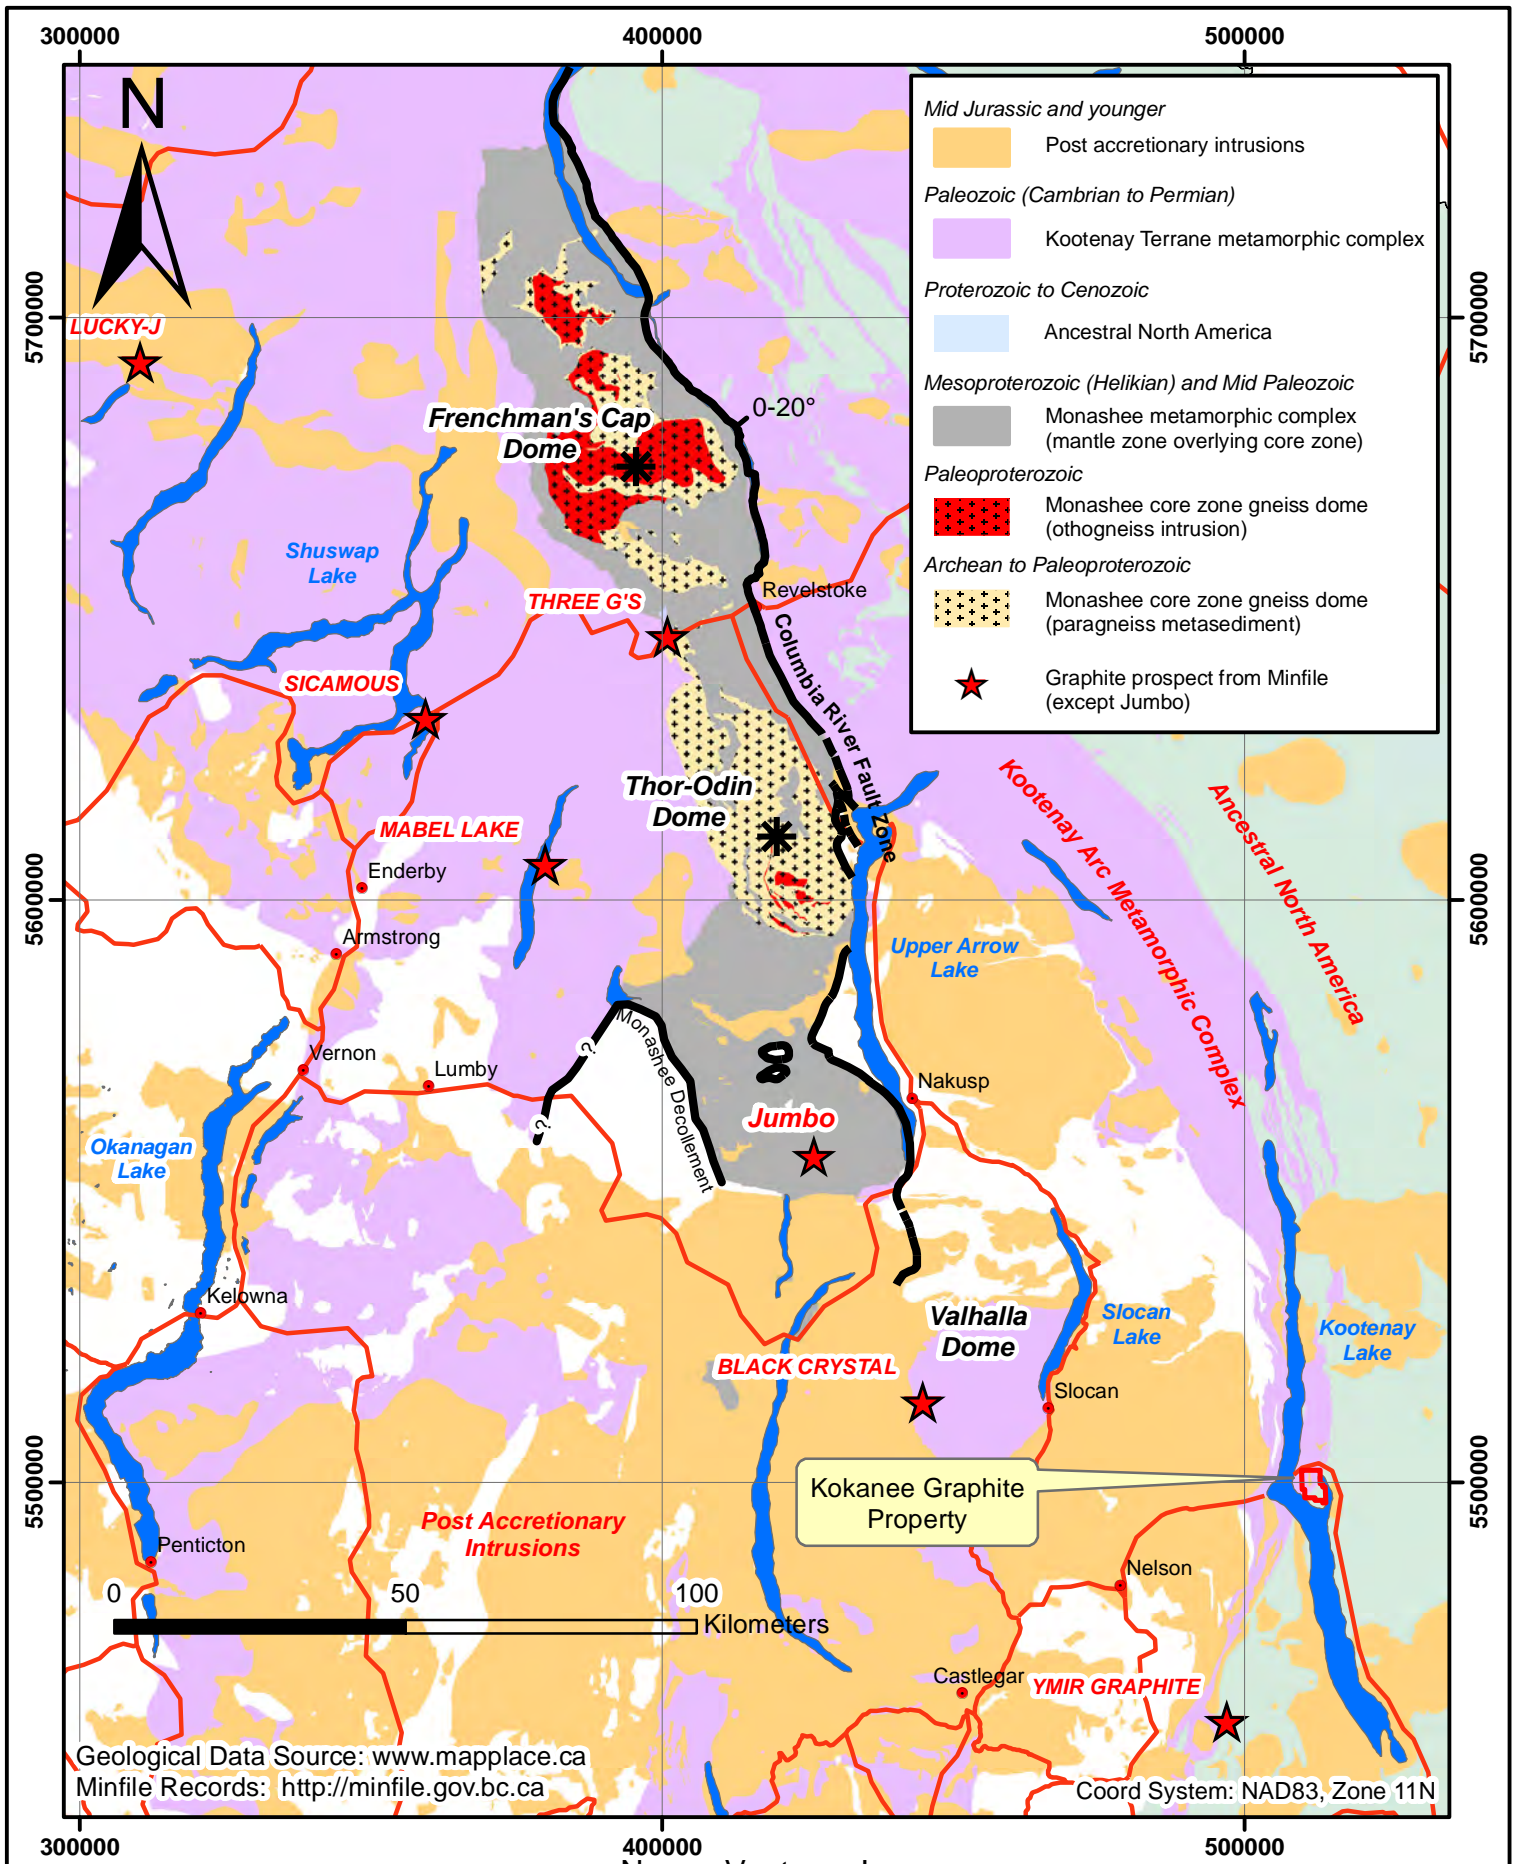 300000
400000
500000
N
Mid Jurassic and younger
Post accretionary intrusions
Paleozoic (Cambrian to Permian)
Kootenay Terrane metamorphic complex
Proterozoic to Cenozoic
Ancestral North America
Mesoproterozoic (Helikian) and Mid Paleozoic
Monashee metamorphic complex
(mantle zone overlying core zone)
Paleoproterozoic
Monashee core zone gneiss dome
(othogneiss intrusion)
Archean to Paleoproterozoic
Monashee core zone gneiss dome
(paragneiss metasediment)
Graphite prospect from Minfile
(except Jumbo)
5700000
5700000
LUCKY-J
Frenchman's Cap
Dome
0-20°
Shuswap
Lake
THREE G'S
Revelstoke
Columbia River Fault Zone
SICAMOUS
Thor-Odin
Dome
MABEL LAKE
Kootenay Arc Metamorphic Complex
Ancestral North America
Enderby
5600000
5600000
Armstrong
Upper Arrow
Lake
Monashee Decollement
?
?
Vernon
Lumby
Nakusp
Jumbo
Okanagan
Lake
Kelowna
Valhalla
Dome
Slocan
Lake
Kootenay
Lake
BLACK CRYSTAL
Slocan
5500000
5500000
Kokanee Graphite
Property
Post Accretionary
Intrusions
Penticton
Nelson
0
50
100
Kilometers
Castlegar
YMIR GRAPHITE
Geological Data Source: www.mapplace.ca
Minfile Records: http://minfile.gov.bc.ca
Coord System: NAD83, Zone 11N
300000
400000
500000